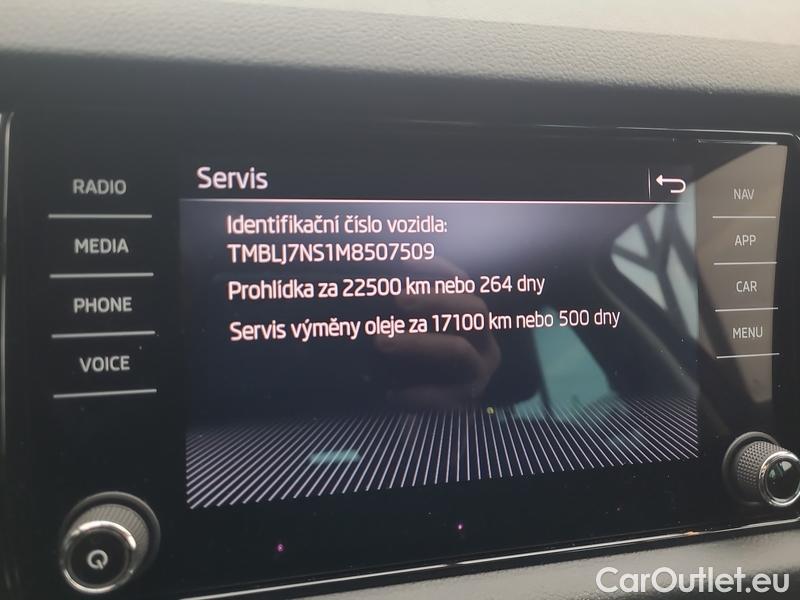 Servis
RADIO
MEDIA
PHONE
VOICE
Identifikační číslo vozidla:
TMBLJ7NS1M8507509
Prohlídka za 22500 km nebo 264 dny
Servis výměny oleje za 17100 km nebo 500 dny
NAV
APP
CAR
MENU
CarOutlet.eu